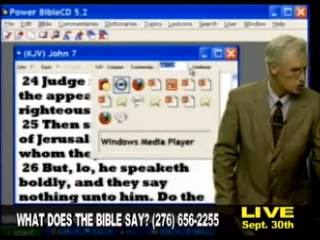 Power BibleCD 5.2
File Edit Bible Commentaries Dictionaries Topics Lexicons Search User Window Help
(KJV) John 7
24 Judge
the appea
righteous
25 Then s
of Jerusal
whom the
Windows Media Player
26 But, lo, he speaketh
boldly, and they say
nothing unto him. Do the
WHAT DOES THE BIBLE SAY? (276) 656-2255
LIVE
Sept. 30th